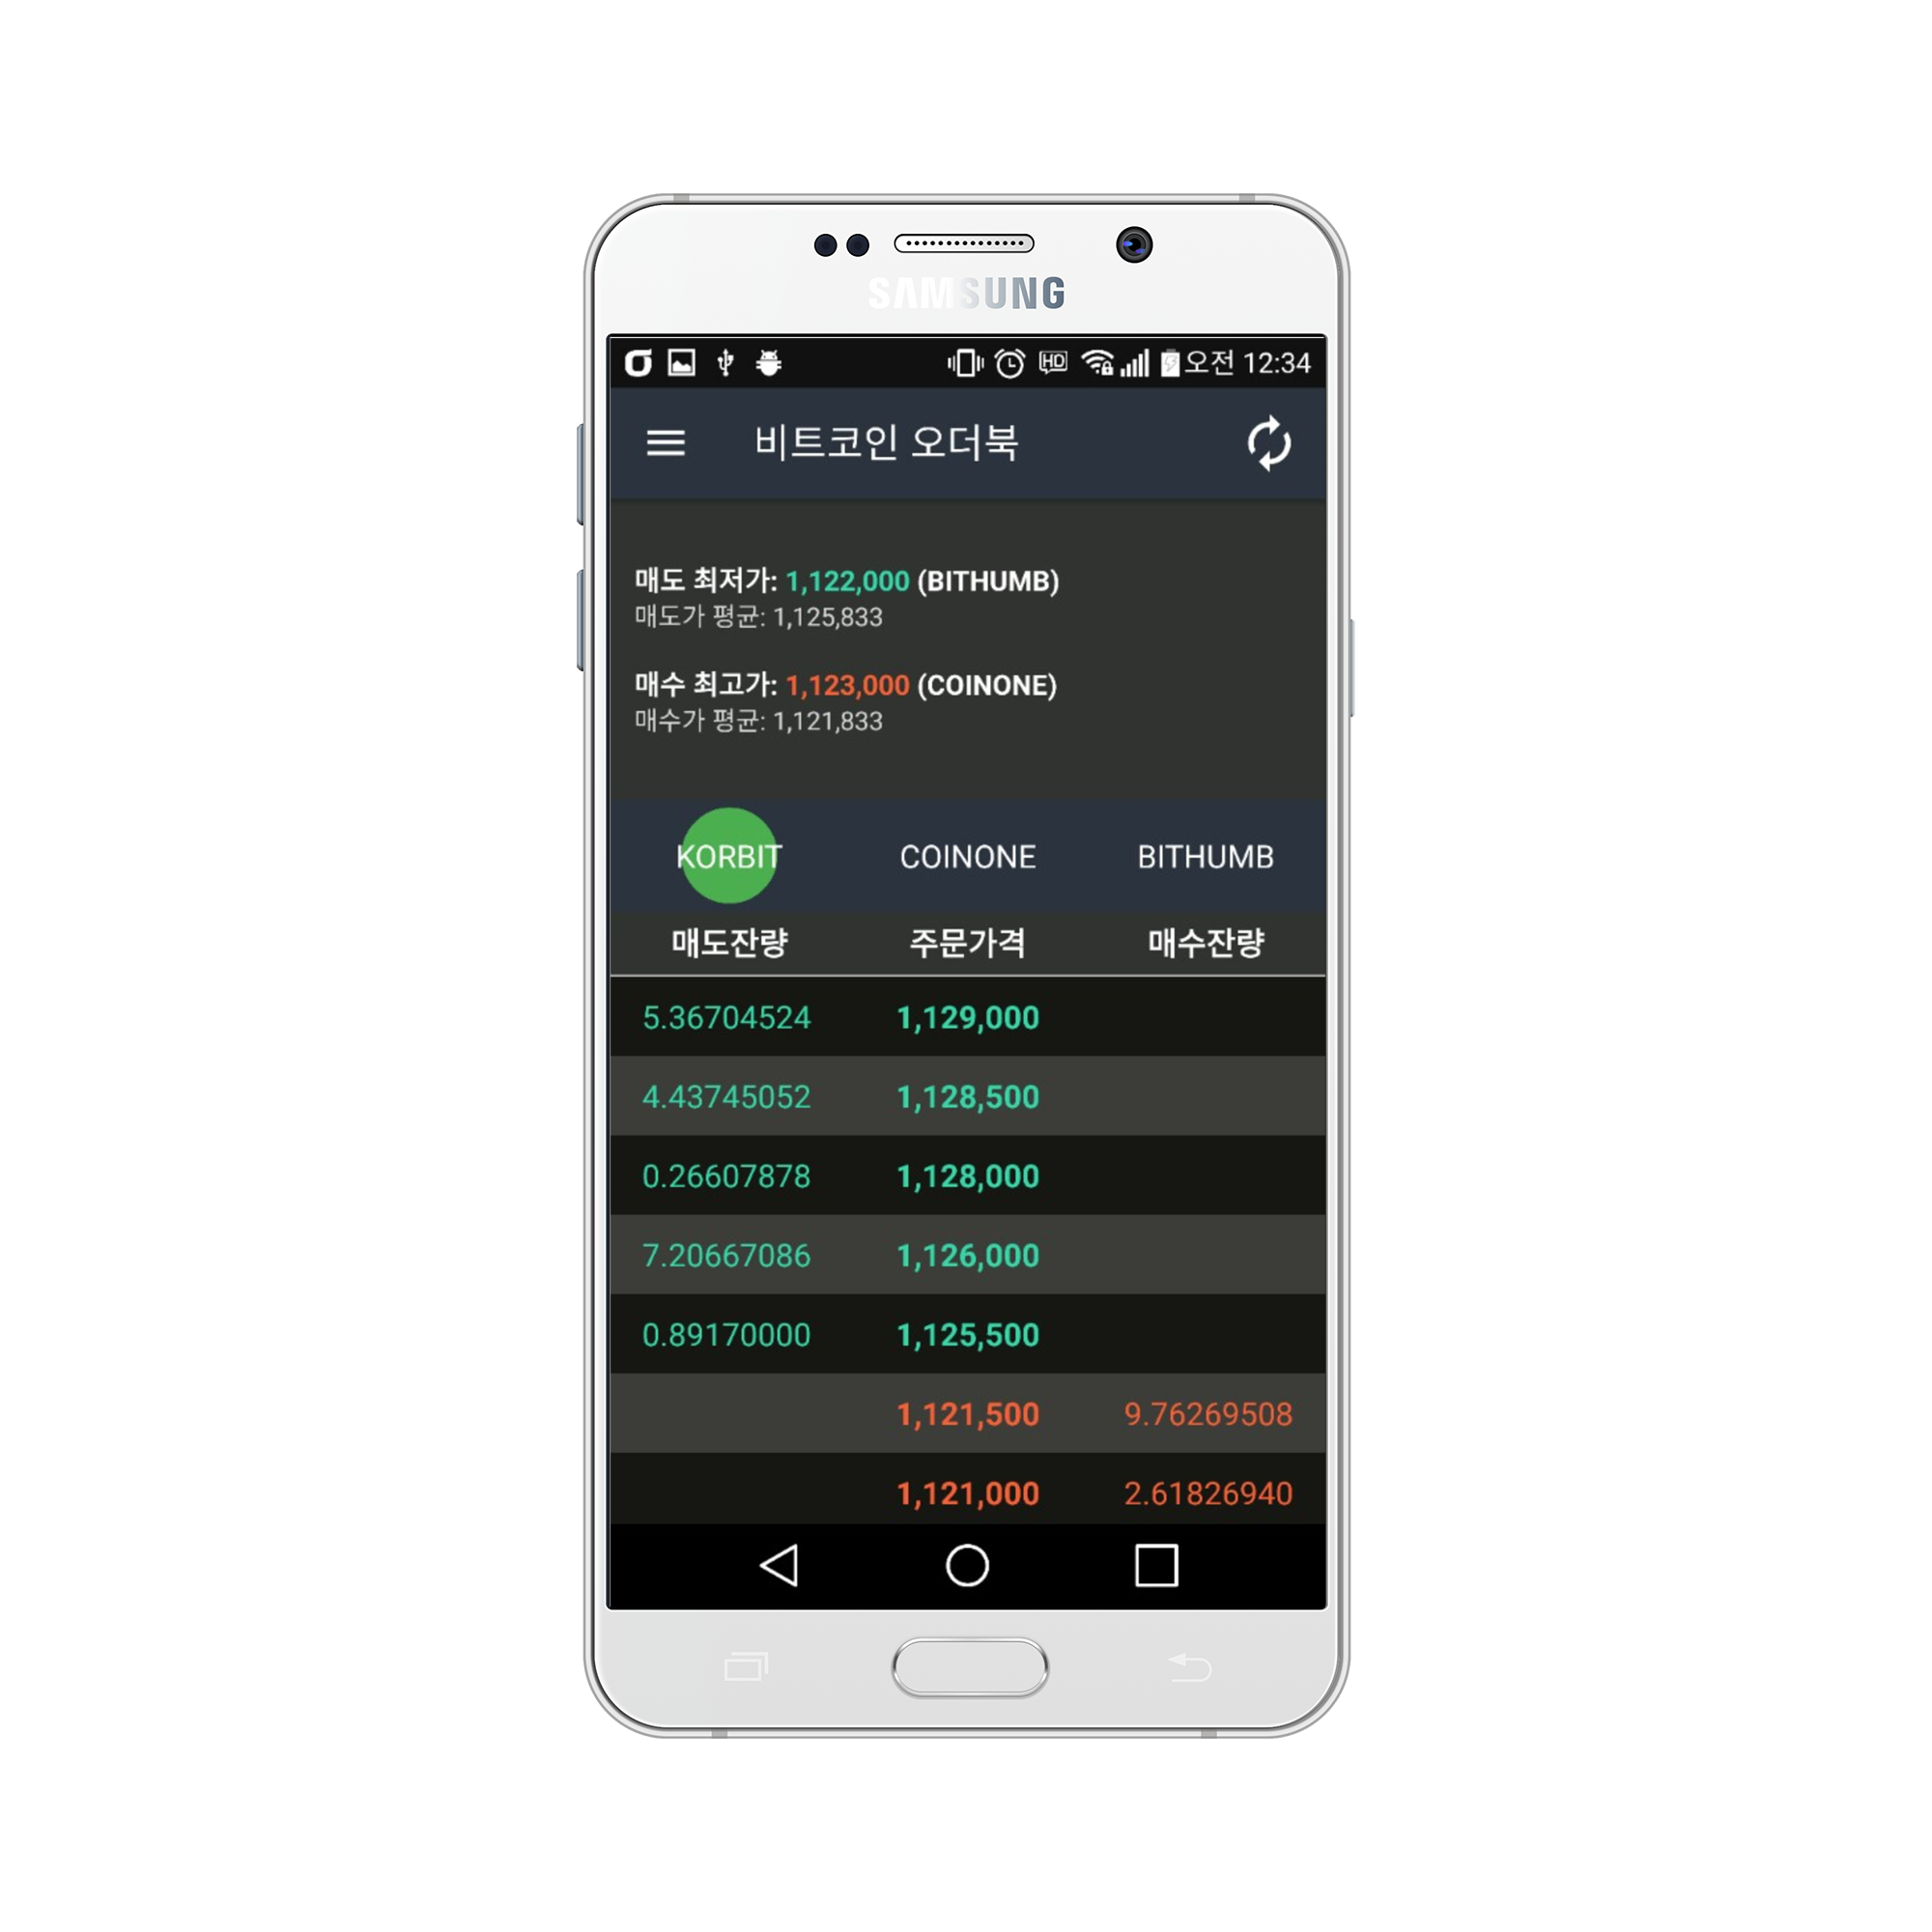 SAMSUNG
HD 오전 12:34
비트코인 오더북
매도 최저가: 1,122,000 (BITHUMB)
매도가 평균: 1,125,833
매수 최고가: 1,123,000 (COINONE)
매수가 평균: 1,121,833
KORBIT COINONE BITHUMB
매도잔량 주문가격 매수잔량
5.36704524 1,129,000
4.43745052 1,128,500
0.26607878 1,128,000
7.20667086 1,126,000
0.89170000 1,125,500
1,121,500 9.76269508
1,121,000 2.61826940